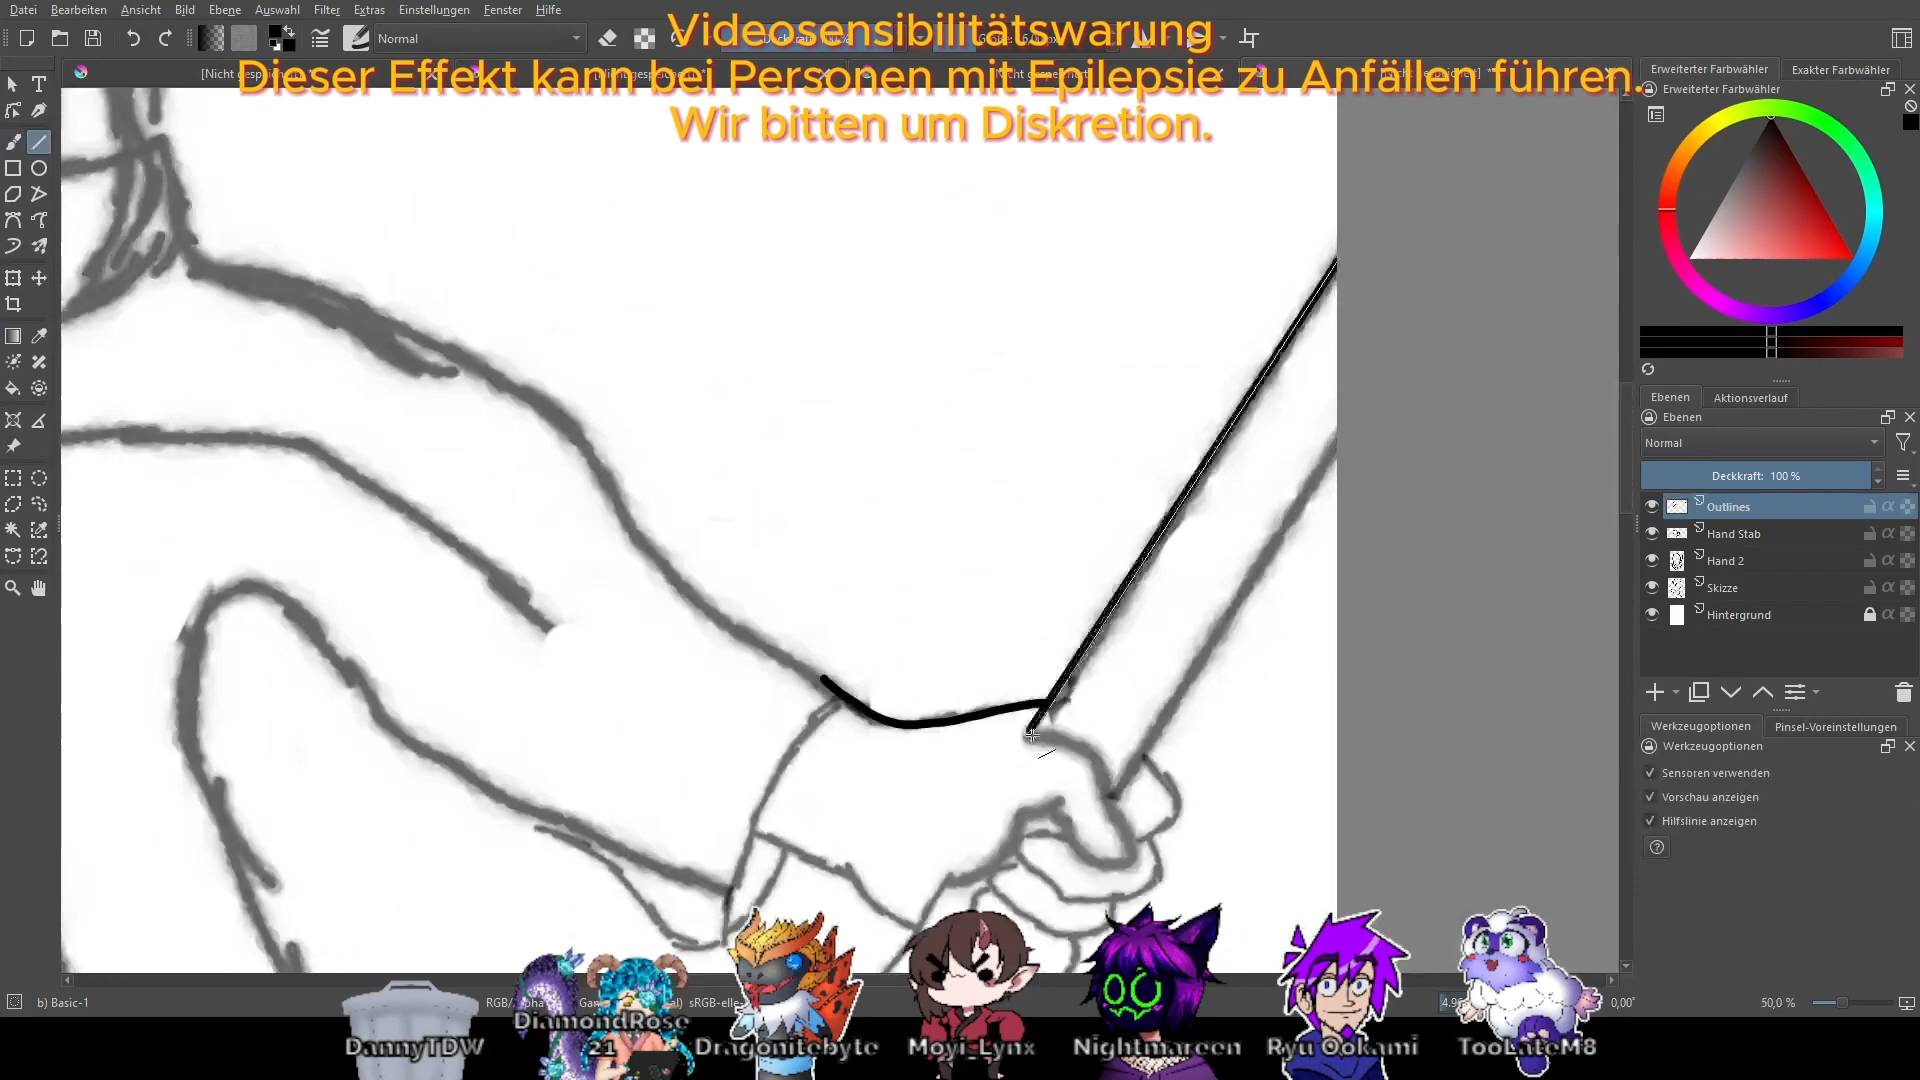 Datei Bearbeiten Ansicht Bild Ebene Auswahl Filter Extras Einstellungen Fenster Hilfe
Videosensibilitätswarung
Dieser Effekt kann bei Personen mit Epilepsie zu Anfällen führen.
Wir bitten um Diskretion.
Normal
Erweiterter Farbwähler Exakter Farbwähler
Erweiterter Farbwähler
Ebenen Aktionsverlauf
Ebenen
Normal
Deckkraft: 100 %
Outlines
Hand Stab
Hand 2
Skizze
Hintergrund
Werkzeugoptionen Pinsel-Voreinstellungen
Werkzeugoptionen
Sensoren verwenden
Vorschau anzeigen
Hilfslinie anzeigen
b) Basic-1
0,00°
50,0 %
DannyTDW
DiamondRose
21
Dragonitebyte
Moyi_Lynx
Nightmareen
Ryu Ookami
TooLateM8